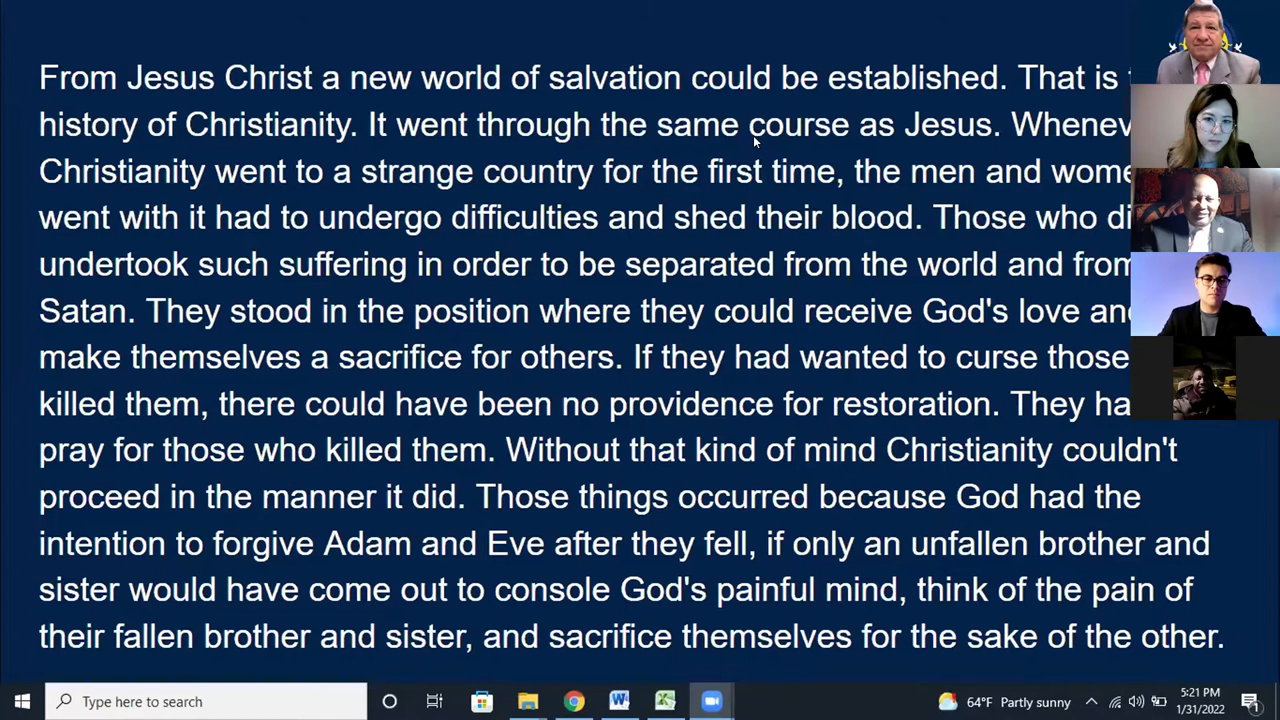 From Jesus Christ a new world of salvation could be established. That is
history of Christianity. It went through the same course as Jesus.
Christianity went to a strange country for the first time, the men and
went with it had to undergo difficulties and shed their blood. Those who
undertook such suffering in order to be separated from the world and from
Satan. They stood in the position where they could receive God's love
make themselves a sacrifice for others. If they had wanted to curse those
killed them, there could have been no providence for restoration. They
pray for those who killed them. Without that kind of mind Christianity couldn't
proceed in the manner it did. Those things occurred because God had the
intention to forgive Adam and Eve after they fell, if only an unfallen brother and
sister would have come out to console God's painful mind, think of the pain of
their fallen brother and sister, and sacrifice themselves for the sake of the other.
Type here to search
64°F Partly sunny
5:21 PM
1/31/2022